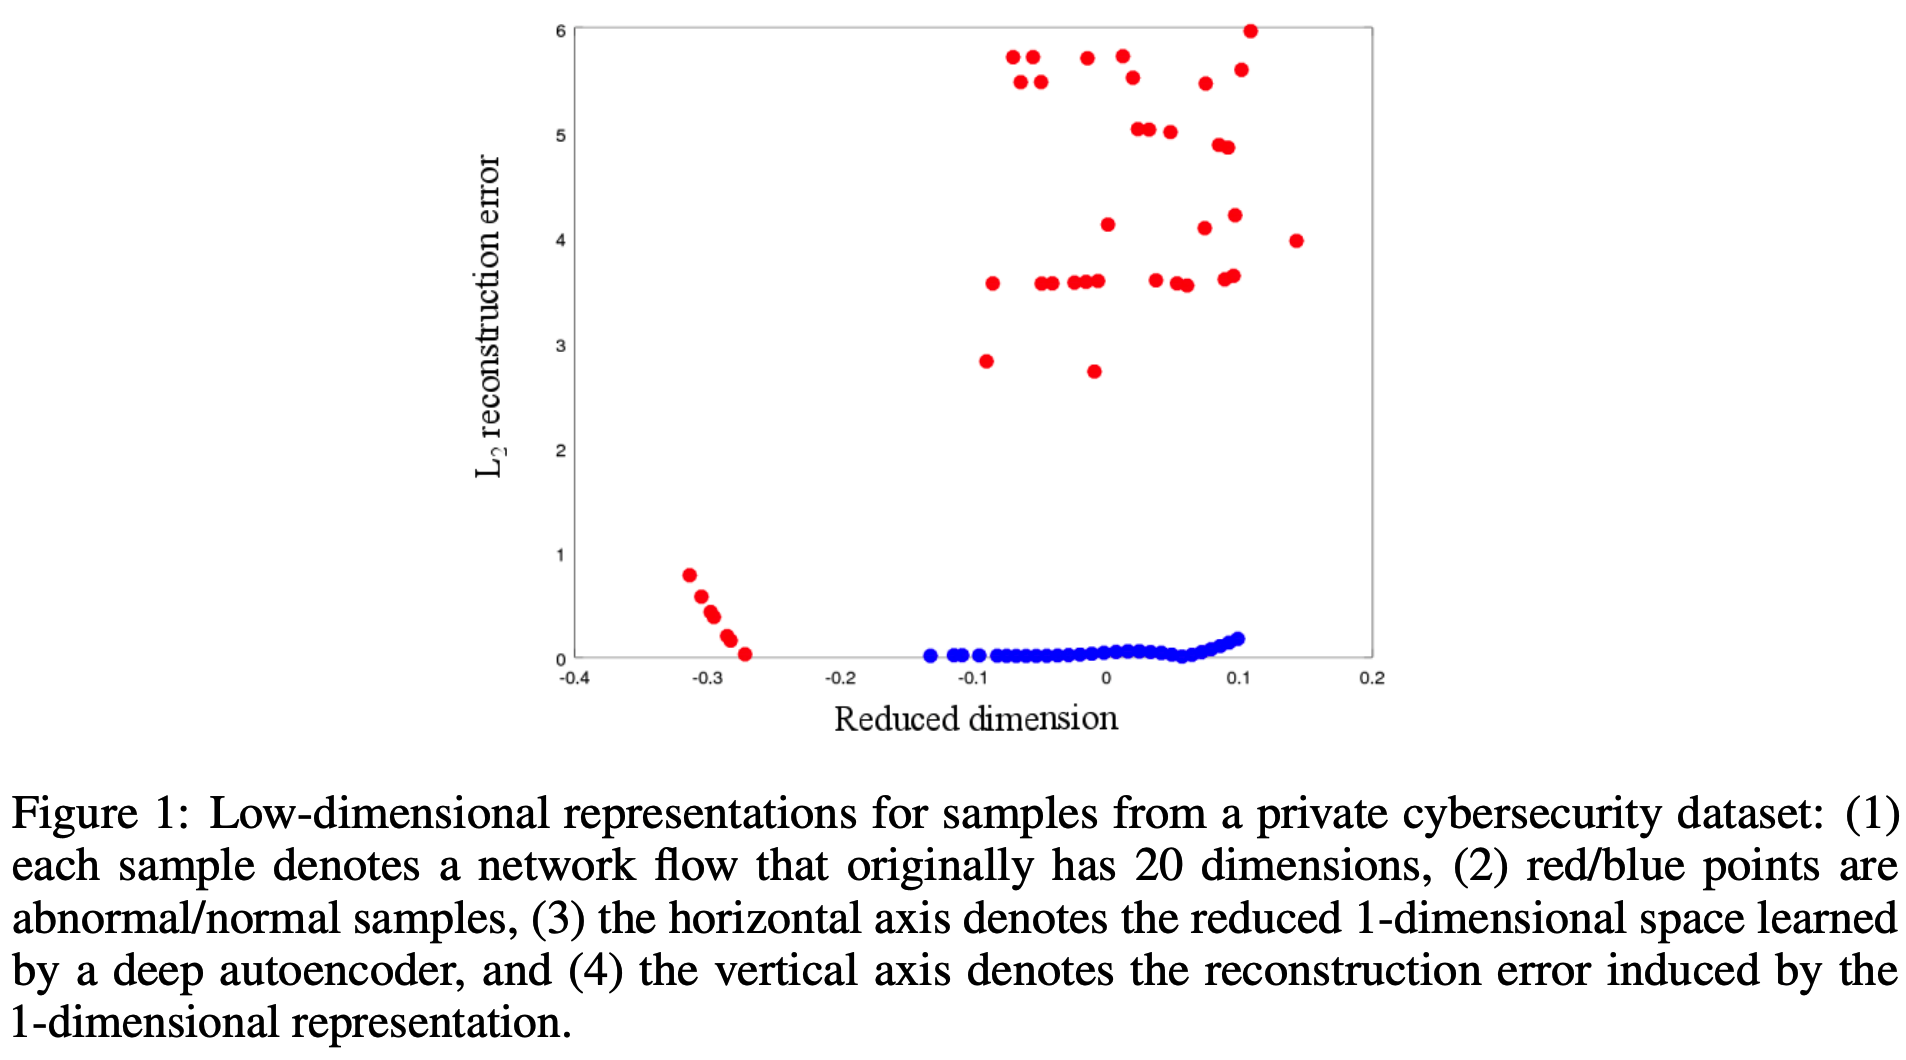 6
5
4
3
2
1
0
L₂ reconstruction error
-0.4 -0.3 -0.2 -0.1 0 0.1 0.2
Reduced dimension
Figure 1: Low-dimensional representations for samples from a private cybersecurity dataset: (1)
each sample denotes a network flow that originally has 20 dimensions, (2) red/blue points are
abnormal/normal samples, (3) the horizontal axis denotes the reduced 1-dimensional space learned
by a deep autoencoder, and (4) the vertical axis denotes the reconstruction error induced by the
1-dimensional representation.